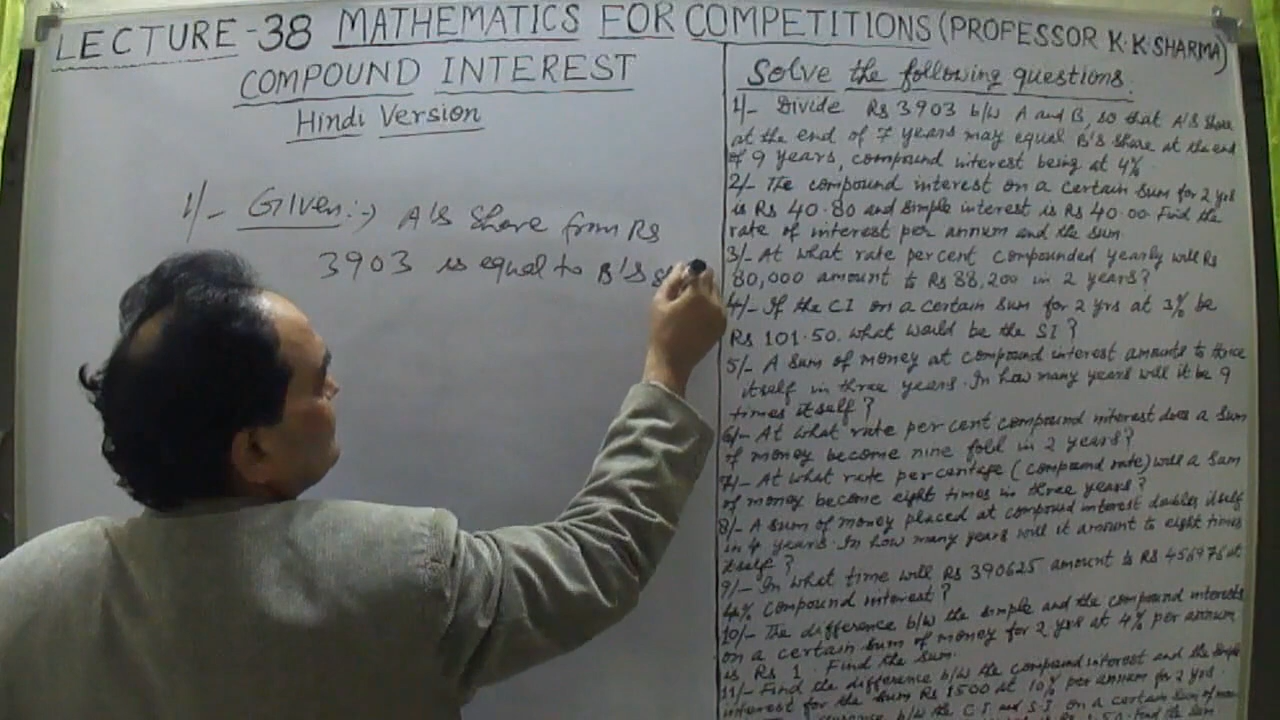 LECTURE-38 MATHEMATICS FOR COMPETITIONS (PROFESSOR K.K.SHARMA)
COMPOUND INTEREST
Hindi Version
1/- Given:-> A's share from Rs
3903 is equal to B's s
Solve the following questions.
1/- Divide Rs 3903 b/w A and B, so that A's share
at the end of 7 years may equal B's share at the end
of 9 years, compound interest being at 4%
2/- The compound interest on a certain sum for 2 yrs
is Rs 40.80 and simple interest is Rs 40.00 Find the
rate of interest per annum and the sum.
3/- At what rate percent compounded yearly will Rs
80,000 amount to Rs 88,200 in 2 years?
4/- If the CI on a certain sum for 2 yrs at 3% be
Rs 101.50. what would be the SI?
5/- A sum of money at compound interest amounts to thrice
itself in three years. In how many years will it be 9
times itself?
6/- At what rate per cent compound interest does a sum
of money become nine fold in 2 years?
7/- At what rate percentage (compound rate) will a sum
of money become eight times in three years?
8/- A sum of money placed at compound interest doubles itself
in 4 years. In how many years will it amount to eight times
itself?
9/- In what time will Rs 390625 amount to Rs 456976 at
4% compound interest?
10/- The difference b/w the simple and the compound interests
on a certain sum of money for 2 yrs at 4% per annum
is Rs 1. Find the sum.
11/- Find the difference b/w the compound interest and the simple
interest for the sum Rs 1500 at 10% per annum for 2 yrs.
b/w the C.I and S.I on a certain sum of
Find the sum